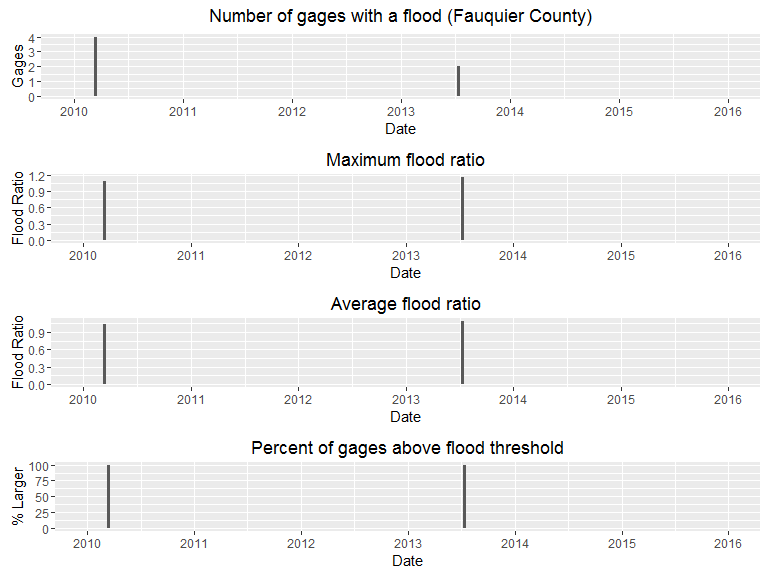 Number of gages with a flood (Fauquier County)
Gages
4
3
2
1
0
2010 2011 2012 2013 2014 2015 2016
Date
Maximum flood ratio
Flood Ratio
1.2
0.9
0.6
0.3
0.0
2010 2011 2012 2013 2014 2015 2016
Date
Average flood ratio
Flood Ratio
0.9
0.6
0.3
0.0
2010 2011 2012 2013 2014 2015 2016
Date
Percent of gages above flood threshold
% Larger
100
75
50
25
0
2010 2011 2012 2013 2014 2015 2016
Date